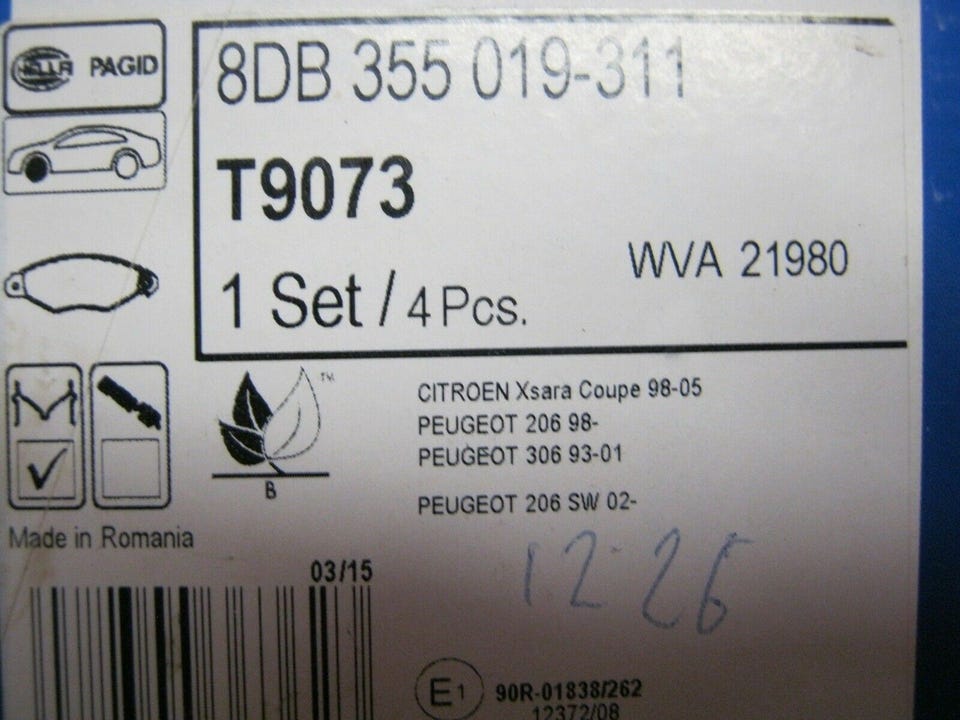 HELLA PAGID
8DB 355 019-311
T9073
WVA 21980
1 Set / 4 Pcs.
TM
CITROEN Xsara Coupe 98-05
PEUGEOT 206 98-
PEUGEOT 306 93-01
PEUGEOT 206 SW 02-
B
Made in Romania
03/15
12-26
E1
90R-01838/262
12372/08